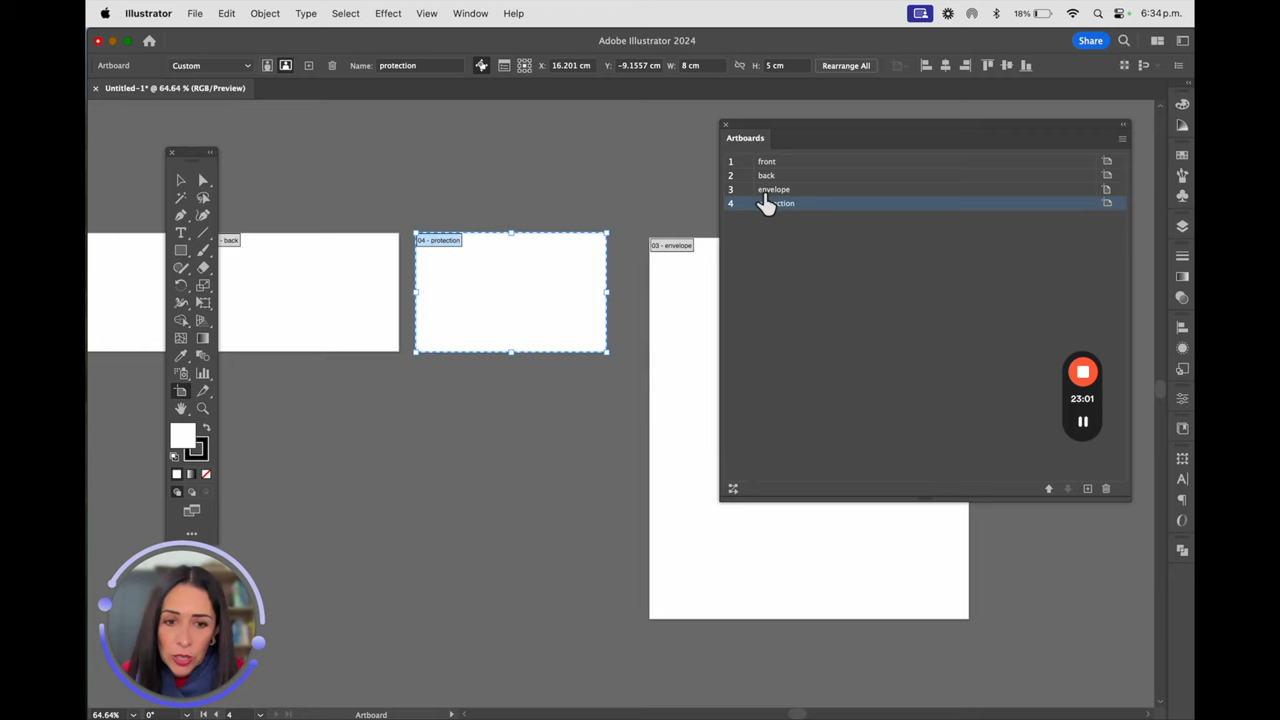 Illustrator File Edit Object Type Select Effect View Window Help 18% 6:34p.m.
Adobe Illustrator 2024 Share
Artboard Custom Name: protection X: 16.201 cm Y: -9.1557 cm W: 8 cm H: 5 cm Rearrange All
Untitled-1* @ 64.64 % (RGB/Preview)
Artboards
1 front
2 back
3 envelope
4 ction
- back
04 - protection
03 - envelope
23:01
64.64% 0° 4 Artboard